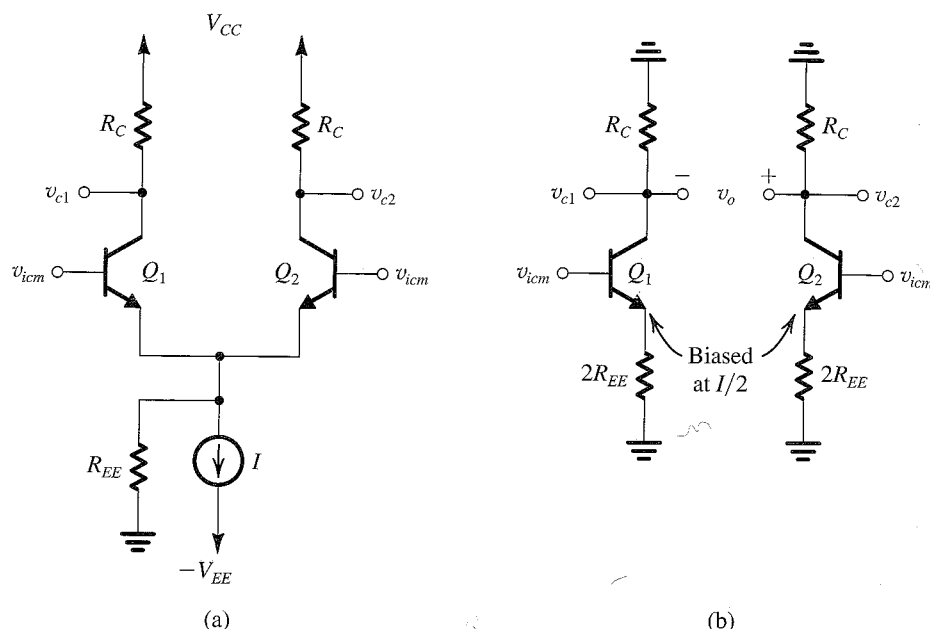 V_CC
R_C
R_C
v_c1
v_c2
v_icm
Q_1
Q_2
v_icm
R_EE
I
−V_EE
(a)
R_C
R_C
v_c1
−
v_o
+
v_c2
v_icm
Q_1
Q_2
v_icm
Biased
at I/2
2R_EE
2R_EE
(b)